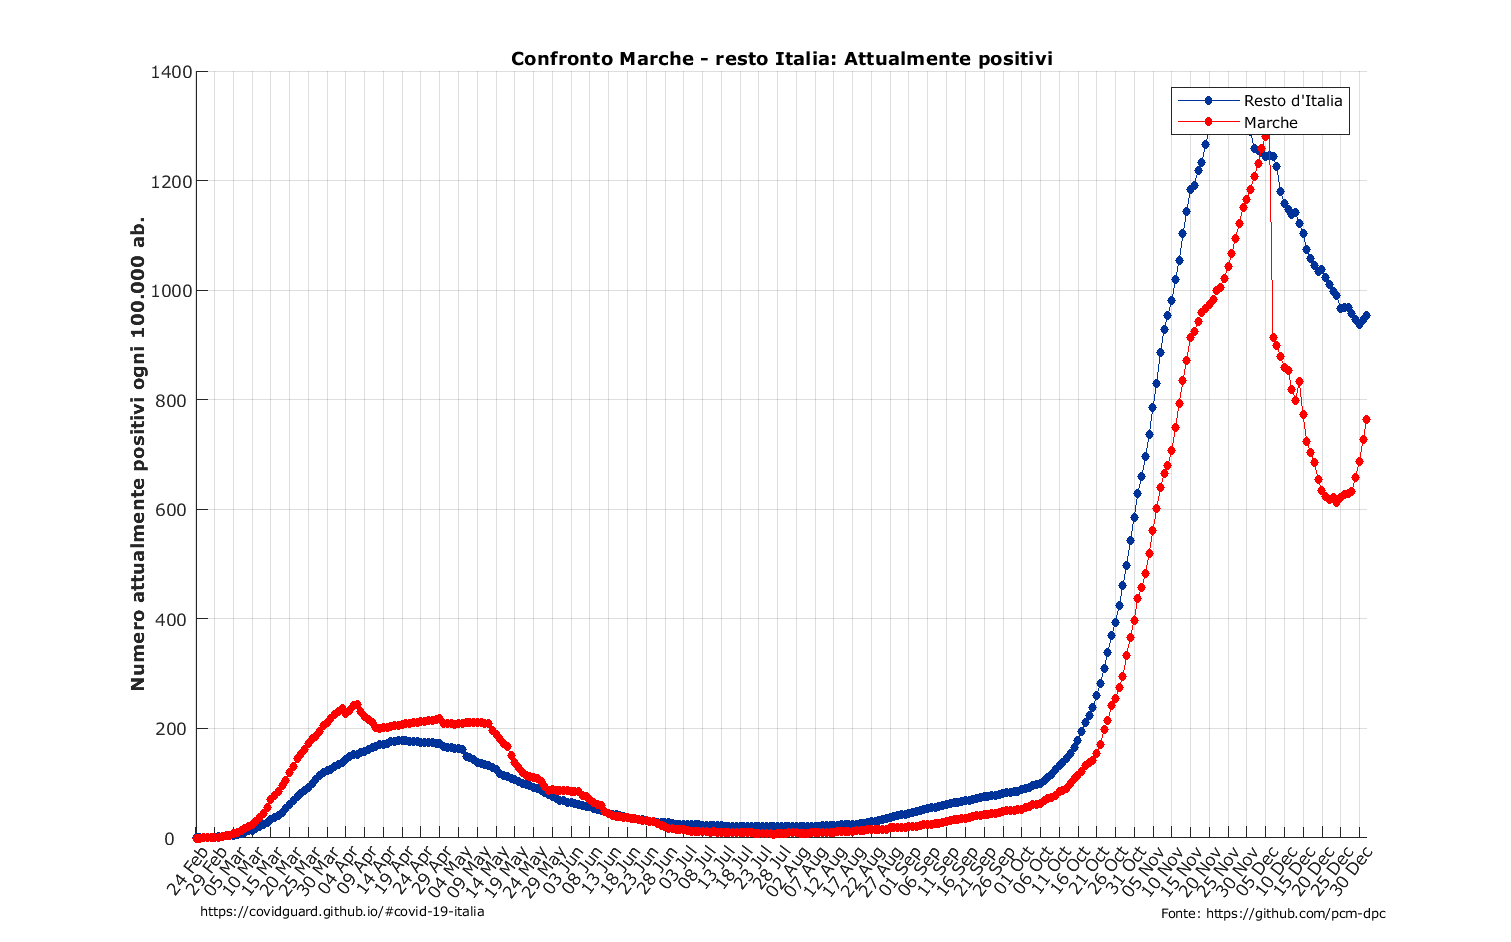 Confronto Marche - resto Italia: Attualmente positivi
Numero attualmente positivi ogni 100.000 ab.
1400
1200
1000
800
600
400
200
0
Resto d'Italia
Marche
24 Feb
29 Feb
05 Mar
10 Mar
15 Mar
20 Mar
25 Mar
30 Mar
04 Apr
09 Apr
14 Apr
19 Apr
24 Apr
29 Apr
04 May
09 May
14 May
19 May
24 May
29 May
03 Jun
08 Jun
13 Jun
18 Jun
23 Jun
28 Jun
03 Jul
08 Jul
13 Jul
18 Jul
23 Jul
28 Jul
02 Aug
07 Aug
12 Aug
17 Aug
22 Aug
27 Aug
01 Sep
06 Sep
11 Sep
16 Sep
21 Sep
26 Sep
01 Oct
06 Oct
11 Oct
16 Oct
21 Oct
26 Oct
31 Oct
05 Nov
10 Nov
15 Nov
20 Nov
25 Nov
30 Nov
05 Dec
10 Dec
15 Dec
20 Dec
25 Dec
30 Dec
https://covidguard.github.io/#covid-19-italia
Fonte: https://github.com/pcm-dpc